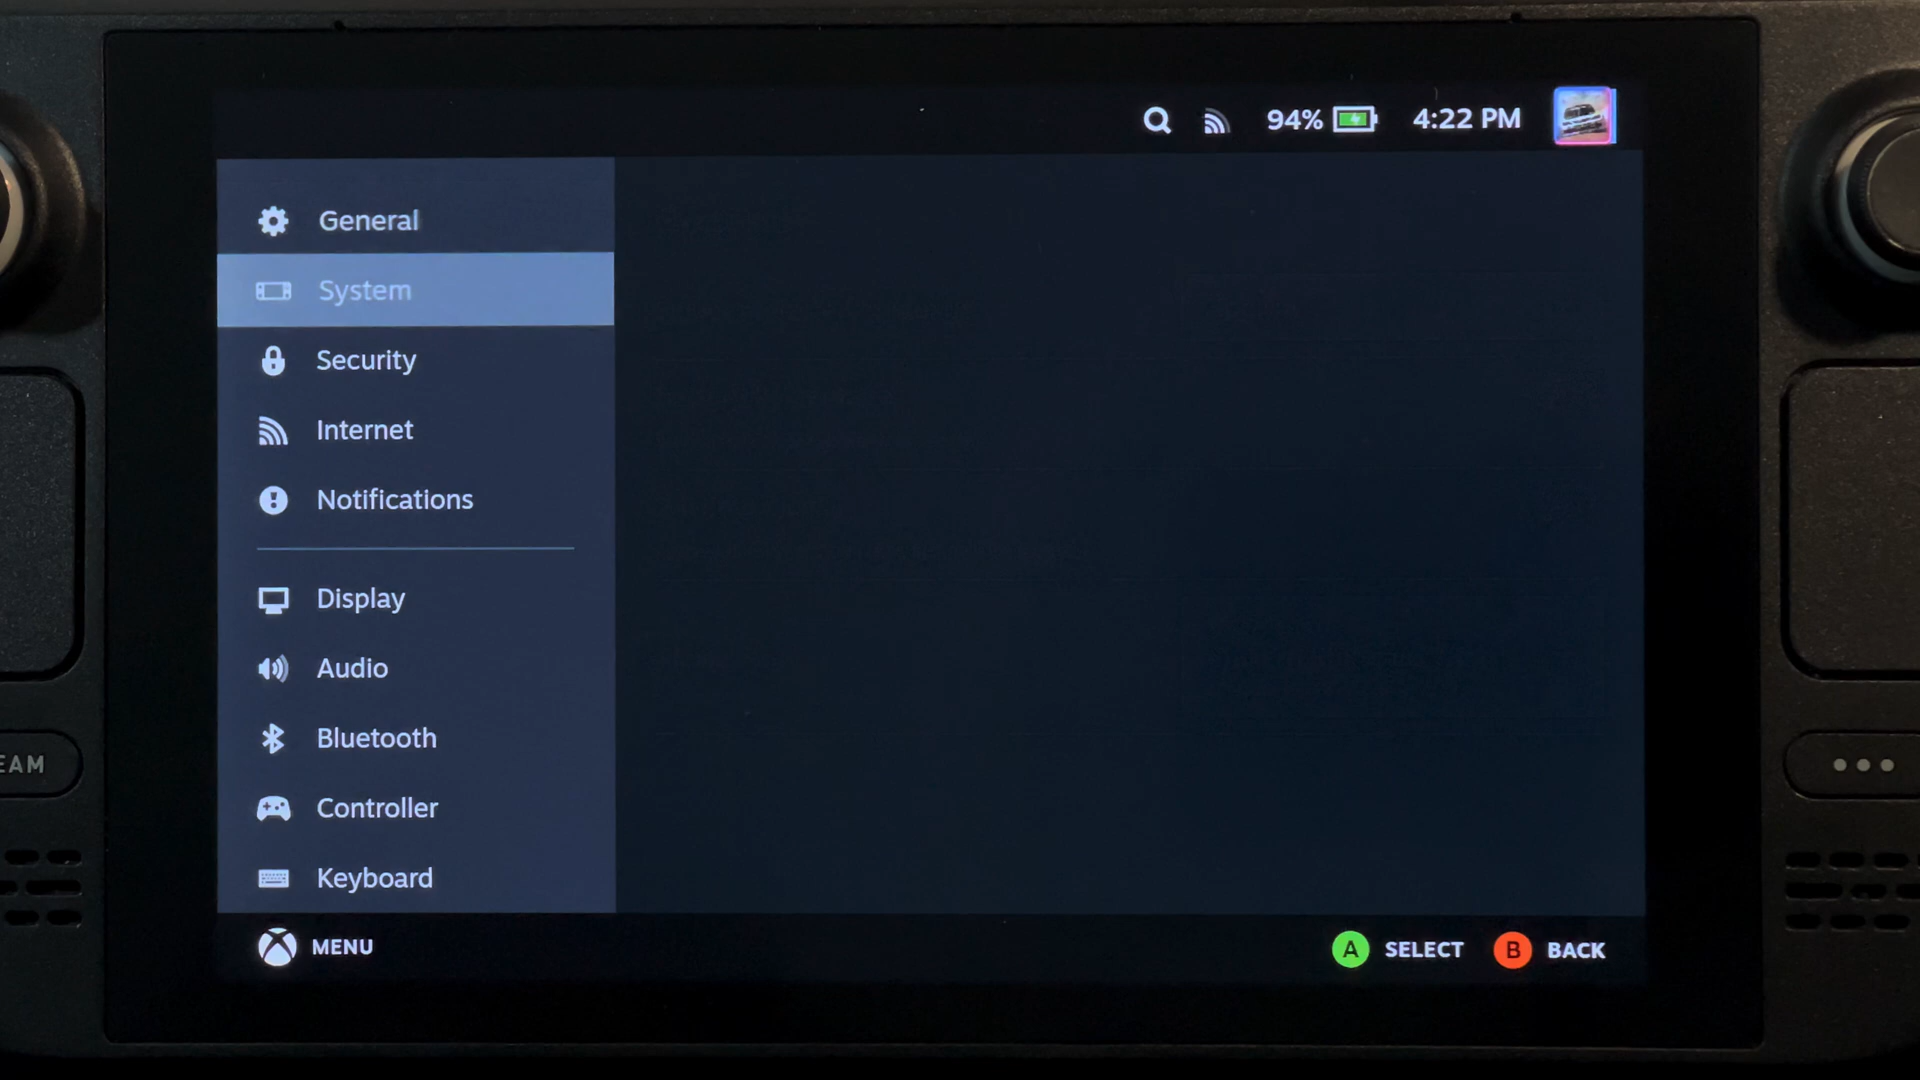 94% 4:22 PM
General
System
Security
Internet
Notifications
Display
Audio
Bluetooth
Controller
Keyboard
EAM
MENU
A SELECT B BACK